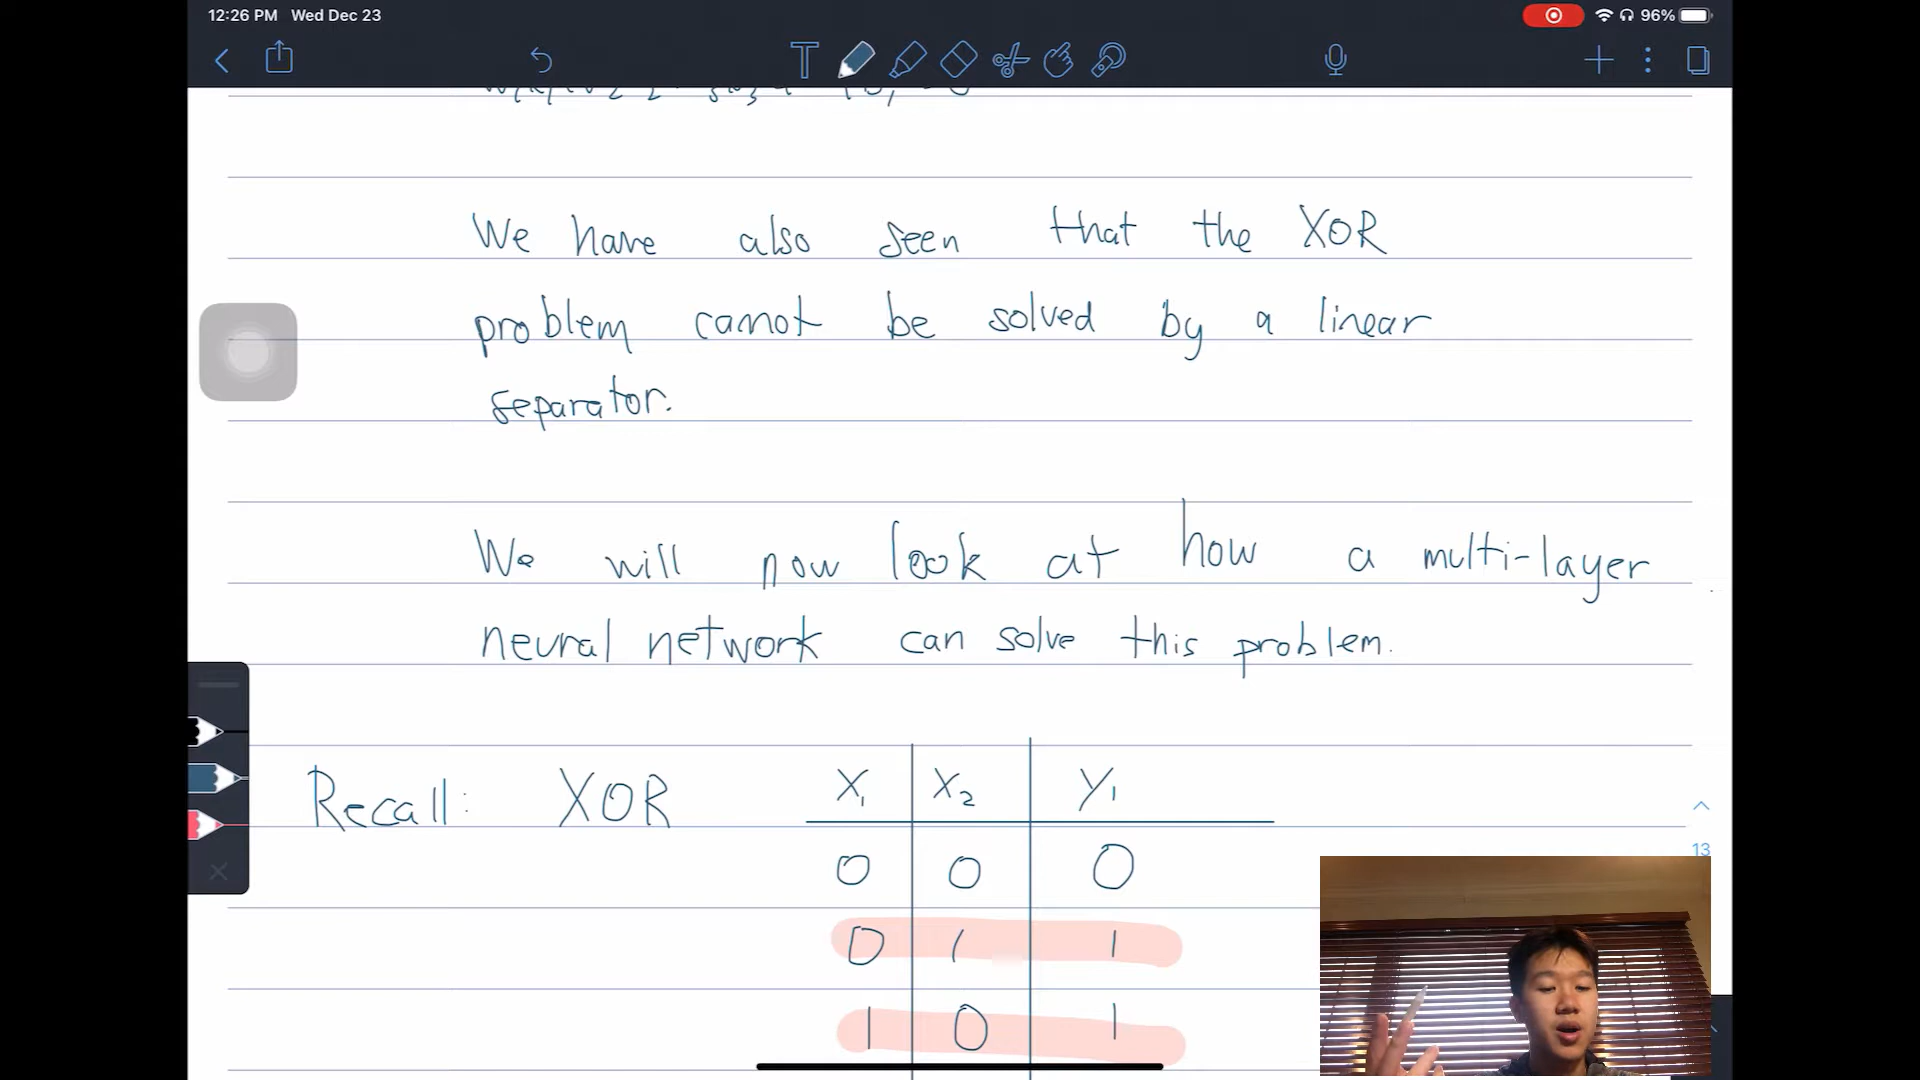 12:26 PM Wed Dec 23
96%
T
We have also seen that the XOR
problem cannot be solved by a linear
separator.
We will now look at how a multi-layer
neural network can solve this problem.
Recall: XOR X₁ X₂ Y₁
13
0 0 0
0 1 1
1 0 1